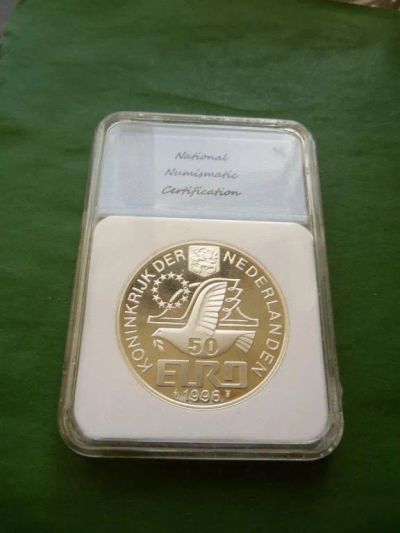 National
Numismatic
Certification
KONINKRIJK DER NEDERLANDEN
50
EURO
1996